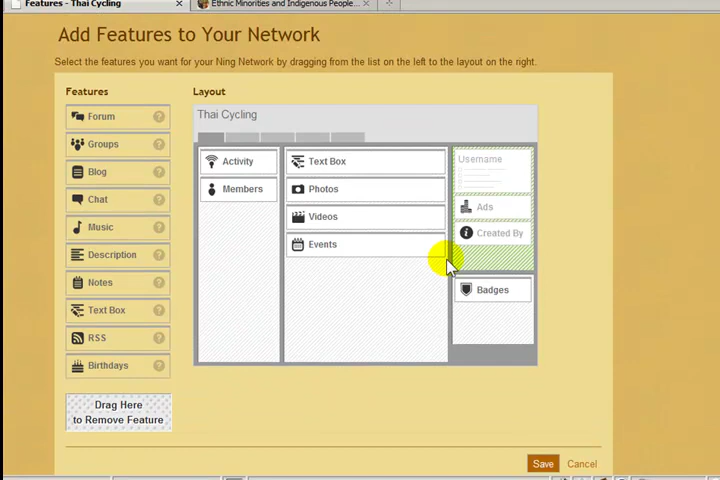 Features - Thai Cycling
Ethnic Minorities and Indigenous People...
Add Features to Your Network
Select the features you want for your Ning Network by dragging from the list on the left to the layout on the right.
Features
Layout
Forum ?
Groups ?
Blog ?
Chat ?
Music ?
Description ?
Notes ?
Text Box ?
RSS ?
Birthdays ?
Drag Here
to Remove Feature
Thai Cycling
Activity
Members
Text Box
Photos
Videos
Events
Username
Ads
Created By
Badges
Save
Cancel